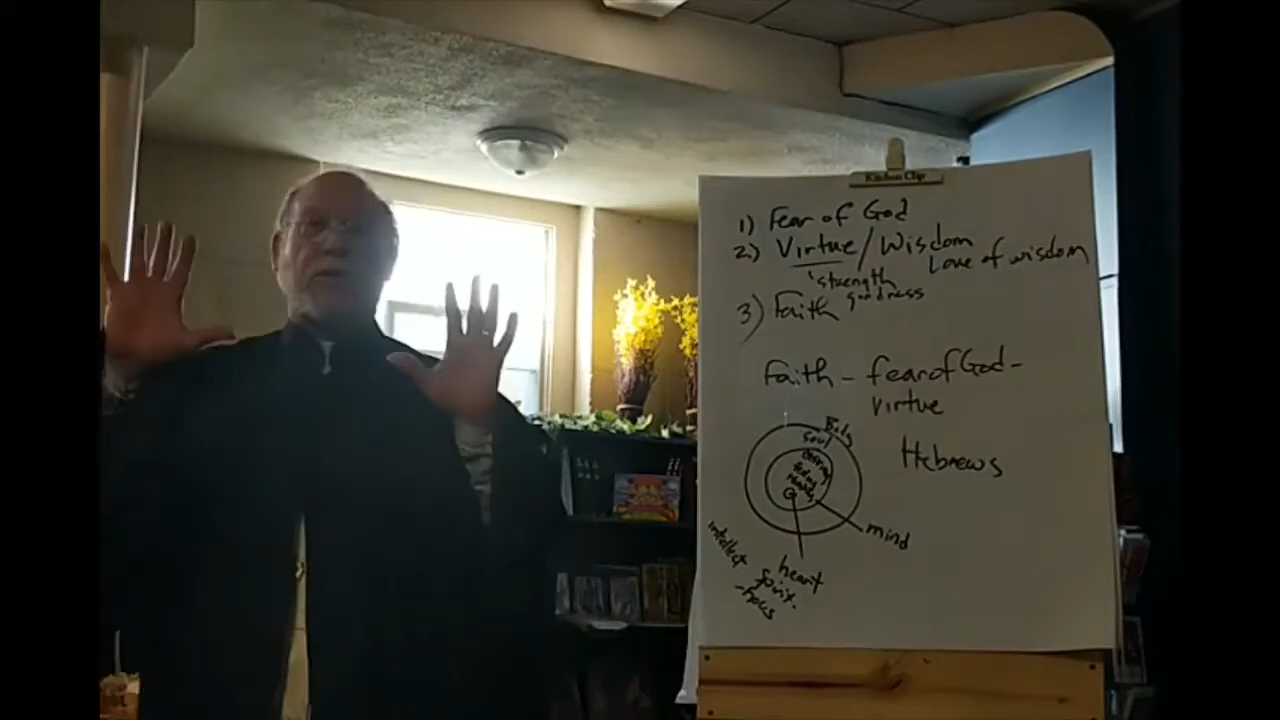 Kitchen Clip
1) Fear of God
2) Virtue / Wisdom
Love of wisdom
strength
goodness
3) Faith
Faith - fear of God -
virtue
Body
Soul
Hebrews
mind
intellect
heart
spirit